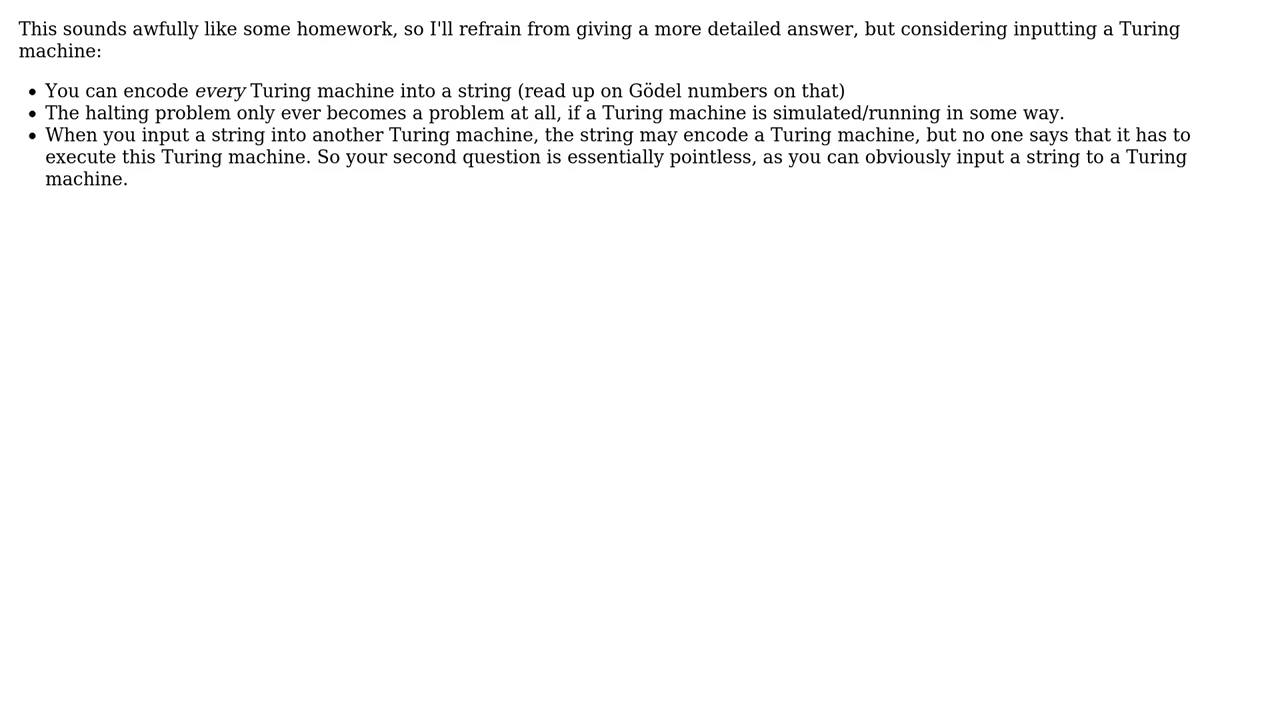 This sounds awfully like some homework, so I'll refrain from giving a more detailed answer, but considering inputting a Turing
machine:
• You can encode every Turing machine into a string (read up on Gödel numbers on that)
• The halting problem only ever becomes a problem at all, if a Turing machine is simulated/running in some way.
• When you input a string into another Turing machine, the string may encode a Turing machine, but no one says that it has to
execute this Turing machine. So your second question is essentially pointless, as you can obviously input a string to a Turing
machine.